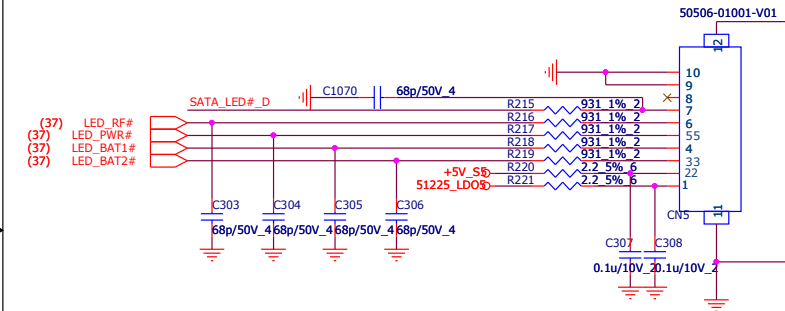 50506-01001-V01
12
C1070 68p/50V_4
10
9
8
SATA_LED#_D
R215 931_1%_2 7
(37) LED_RF# R216 931_1%_2 6
(37) LED_PWR# R217 931_1%_2 55
(37) LED_BAT1# R218 931_1%_2 4
(37) LED_BAT2# R219 931_1%_2 33
+5V_S5 R220 2.2_5%_6 22
51225_LDO5 R221 2.2_5%_6 1
CN5
11
C303 C304 C305 C306
68p/50V_4 68p/50V_4 68p/50V_4 68p/50V_4
C307 C308
0.1u/10V_2 0.1u/10V_2